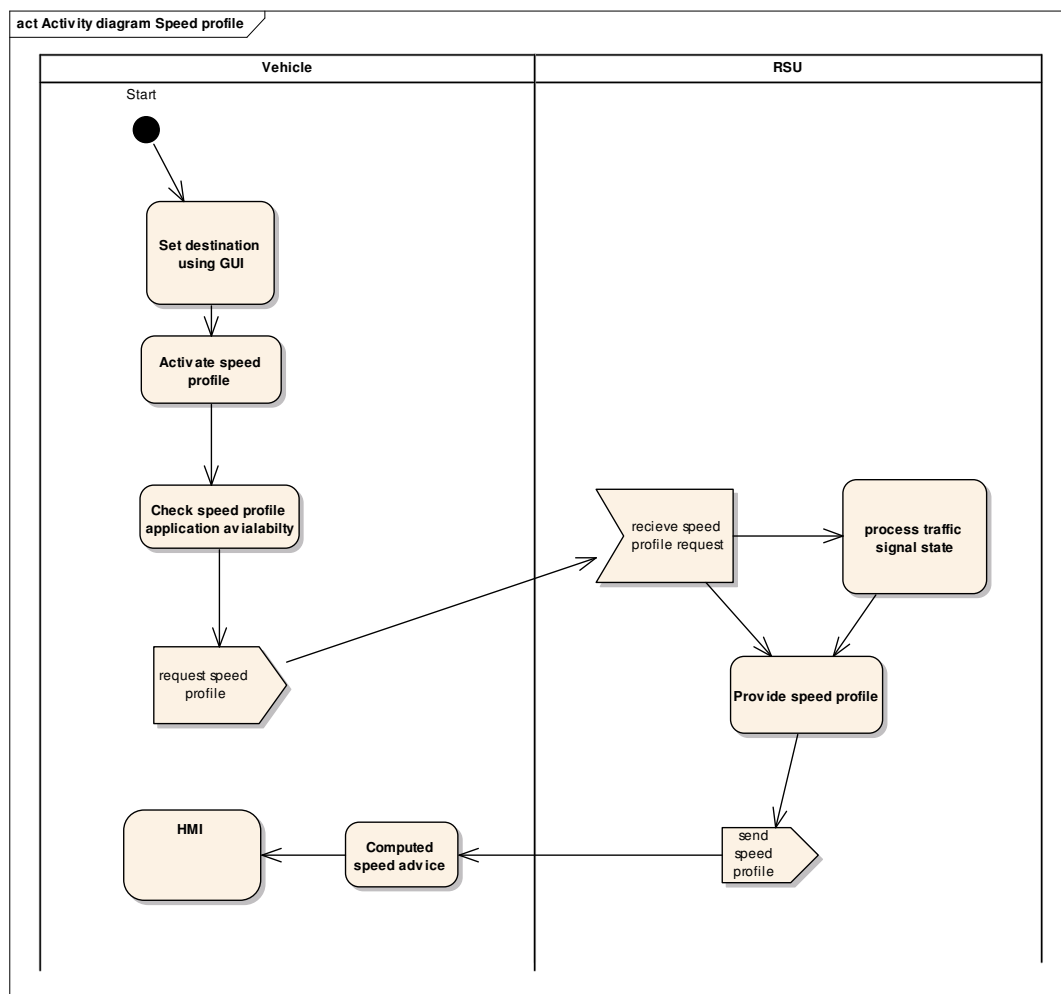 act Activity diagram Speed profile
Vehicle
RSU
Start
Set destination
using GUI
Activate speed
profile
Check speed profile
application avialabilty
recieve speed
profile request
process traffic
signal state
request speed
profile
Provide speed profile
HMI
Computed
speed advice
send
speed
profile